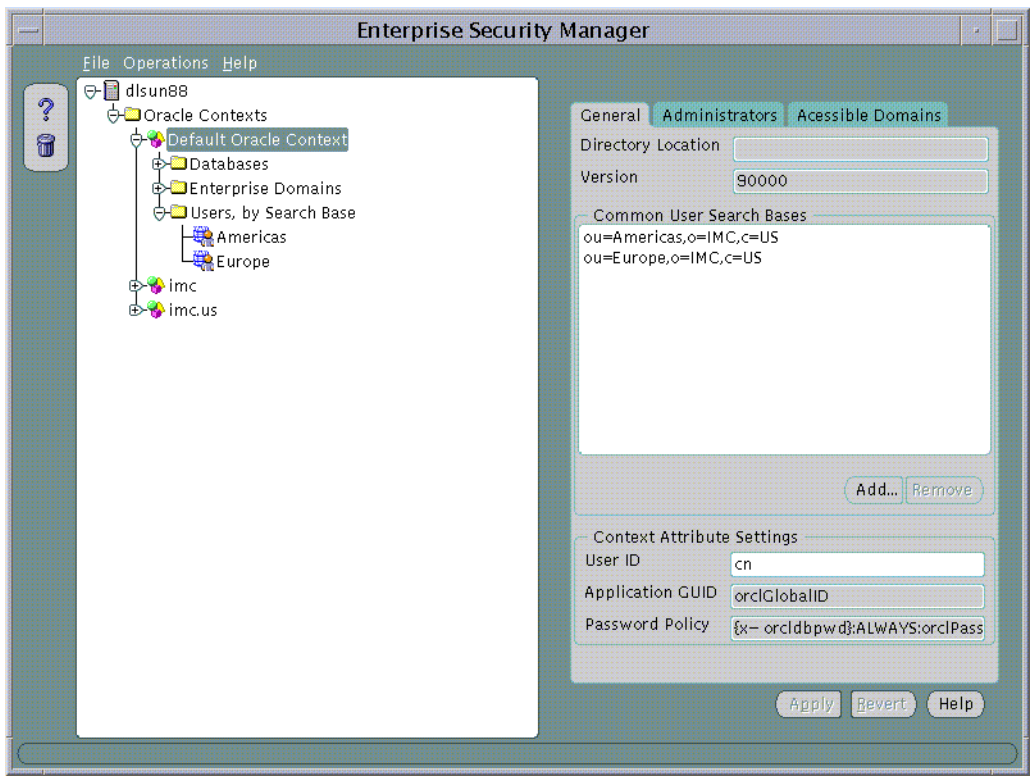 Enterprise Security Manager
File Operations Help
?
dlsun88
Oracle Contexts
Default Oracle Context
Databases
Enterprise Domains
Users, by Search Base
Americas
Europe
imc
imc.us
General Administrators Acessible Domains
Directory Location
Version 90000
Common User Search Bases
ou=Americas,o=IMC,c=US
ou=Europe,o=IMC,c=US
Add... Remove
Context Attribute Settings
User ID cn
Application GUID orclGlobalID
Password Policy {x- orcldbpwd}:ALWAYS:orclPass
Apply Revert Help